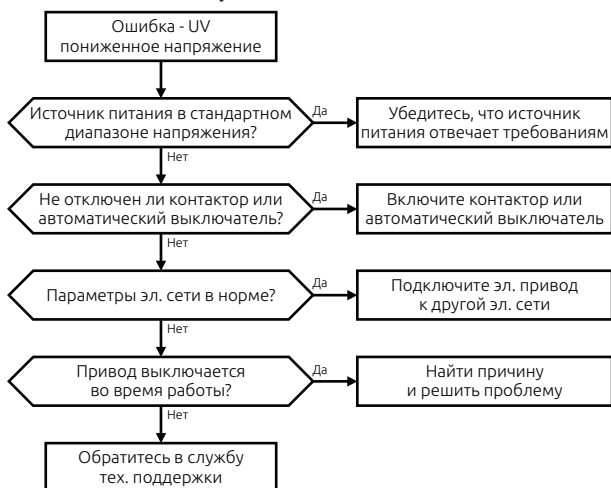 Ошибка - UV
пониженное напряжение
Источник питания в стандартном
диапазоне напряжения?
Да
Убедитесь, что источник
питания отвечает требованиям
Нет
Не отключен ли контактор или
автоматический выключатель?
Да
Включите контактор или
автоматический выключатель
Нет
Параметры эл. сети в норме?
Да
Подключите эл. привод
к другой эл. сети
Нет
Привод выключается
во время работы?
Да
Найти причину
и решить проблему
Нет
Обратитесь в службу
тех. поддержки